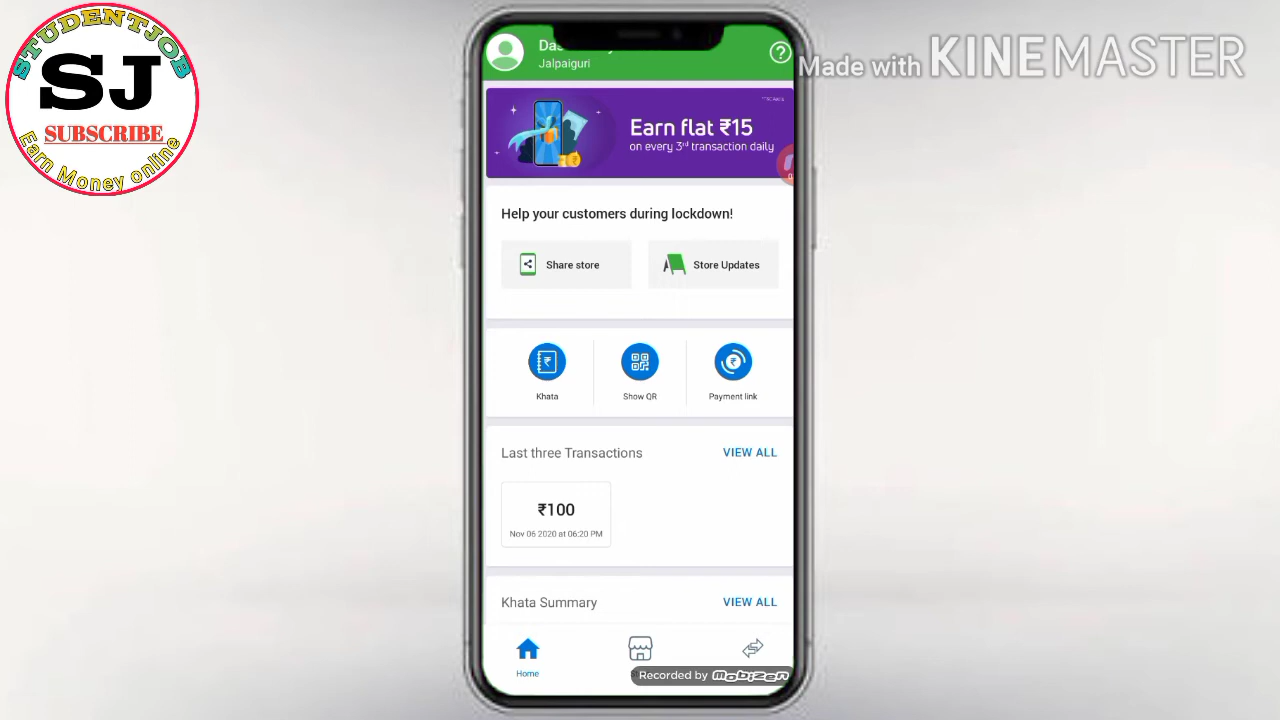 STUDENTJOB
SJ
SUBSCRIBE
Earn Money online
Made with KINEMASTER
Jalpaiguri
Earn flat ₹15
on every 3rd transaction daily
Help your customers during lockdown!
Share store
Store Updates
Khata
Show QR
Payment link
Last three Transactions
VIEW ALL
₹100
Nov 06 2020 at 06:20 PM
Khata Summary
VIEW ALL
Home
Recorded by MOBIZEN